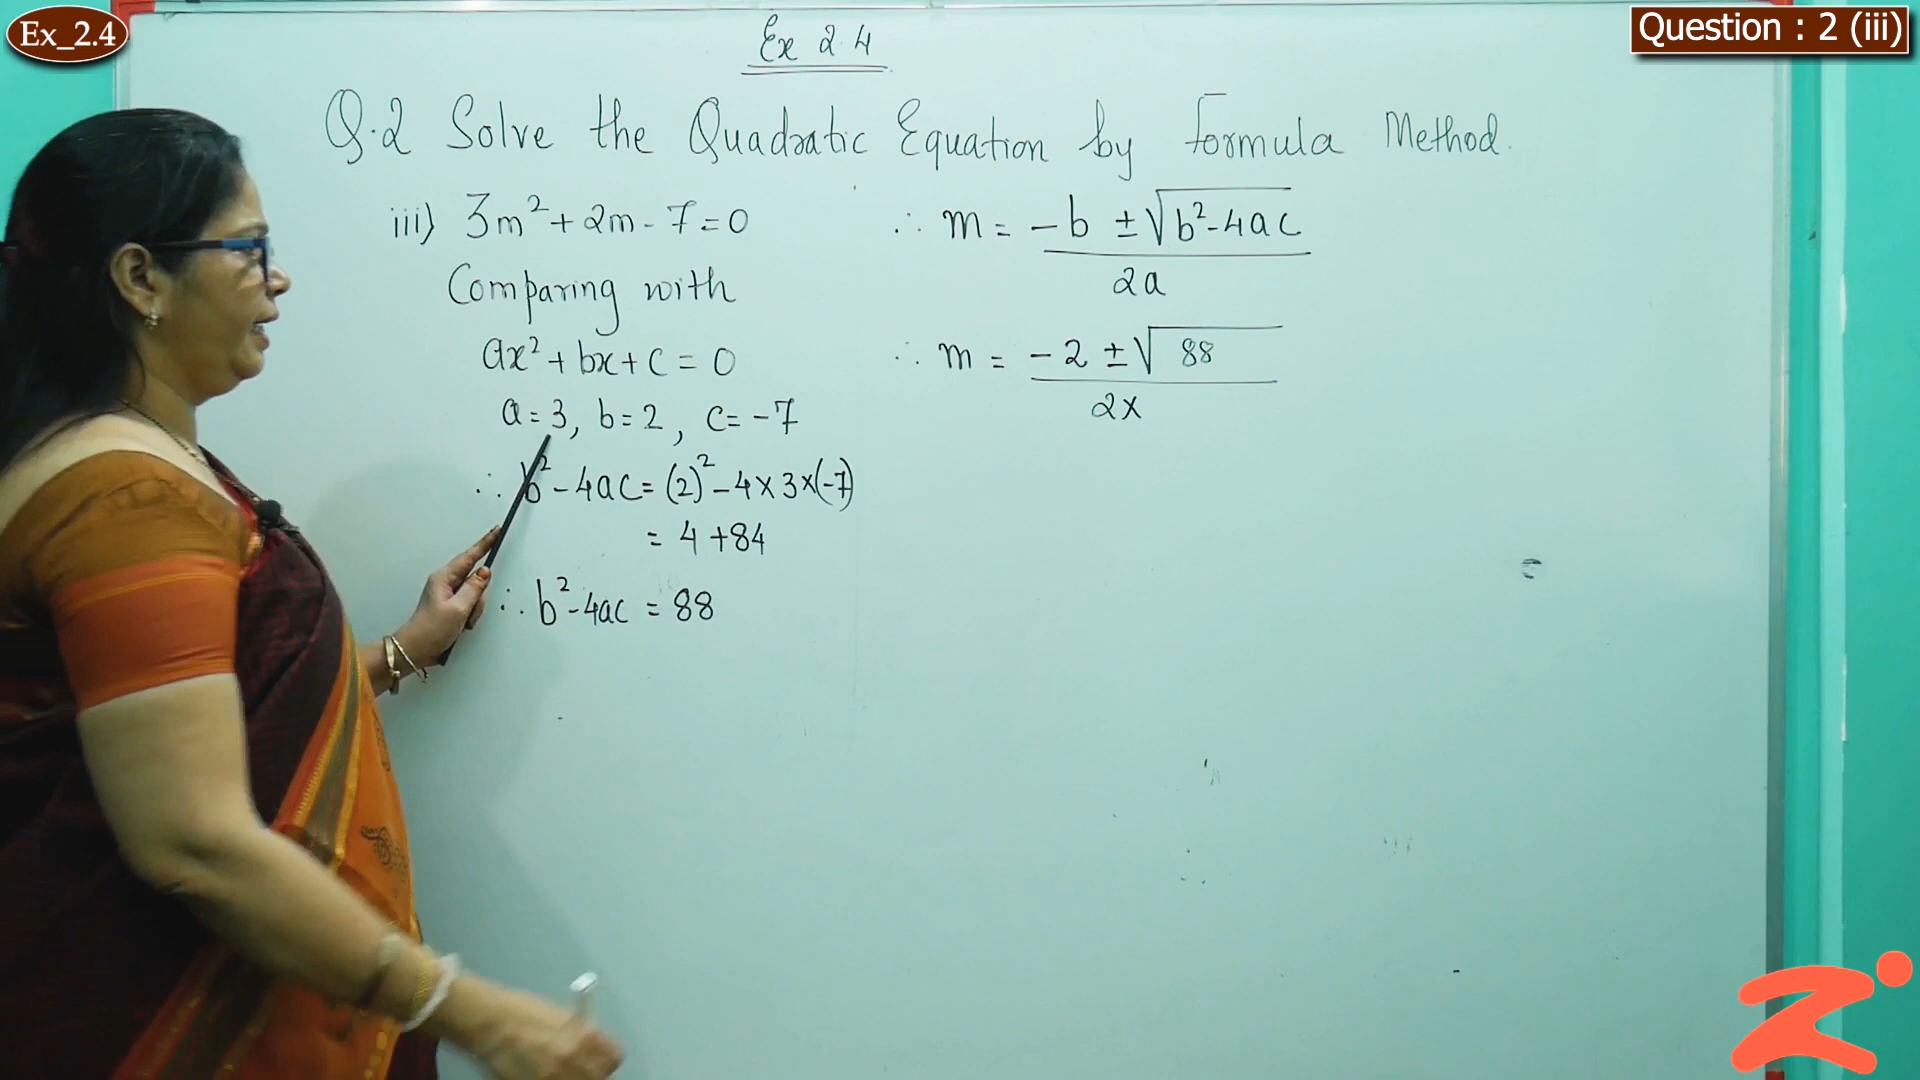 Ex_2.4
Question : 2 (iii)
Ex 2.4
Q.2 Solve the Quadratic Equation by Formula Method.
iii) 3m² + 2m - 7 = 0
Comparing with
ax² + bx + c = 0
a = 3, b = 2, c = -7
∴ b² - 4ac = (2)² - 4 × 3 × (-7)
= 4 + 84
∴ b² - 4ac = 88
∴ m = -b ± √b² - 4ac
2a
∴ m = -2 ± √88
2×